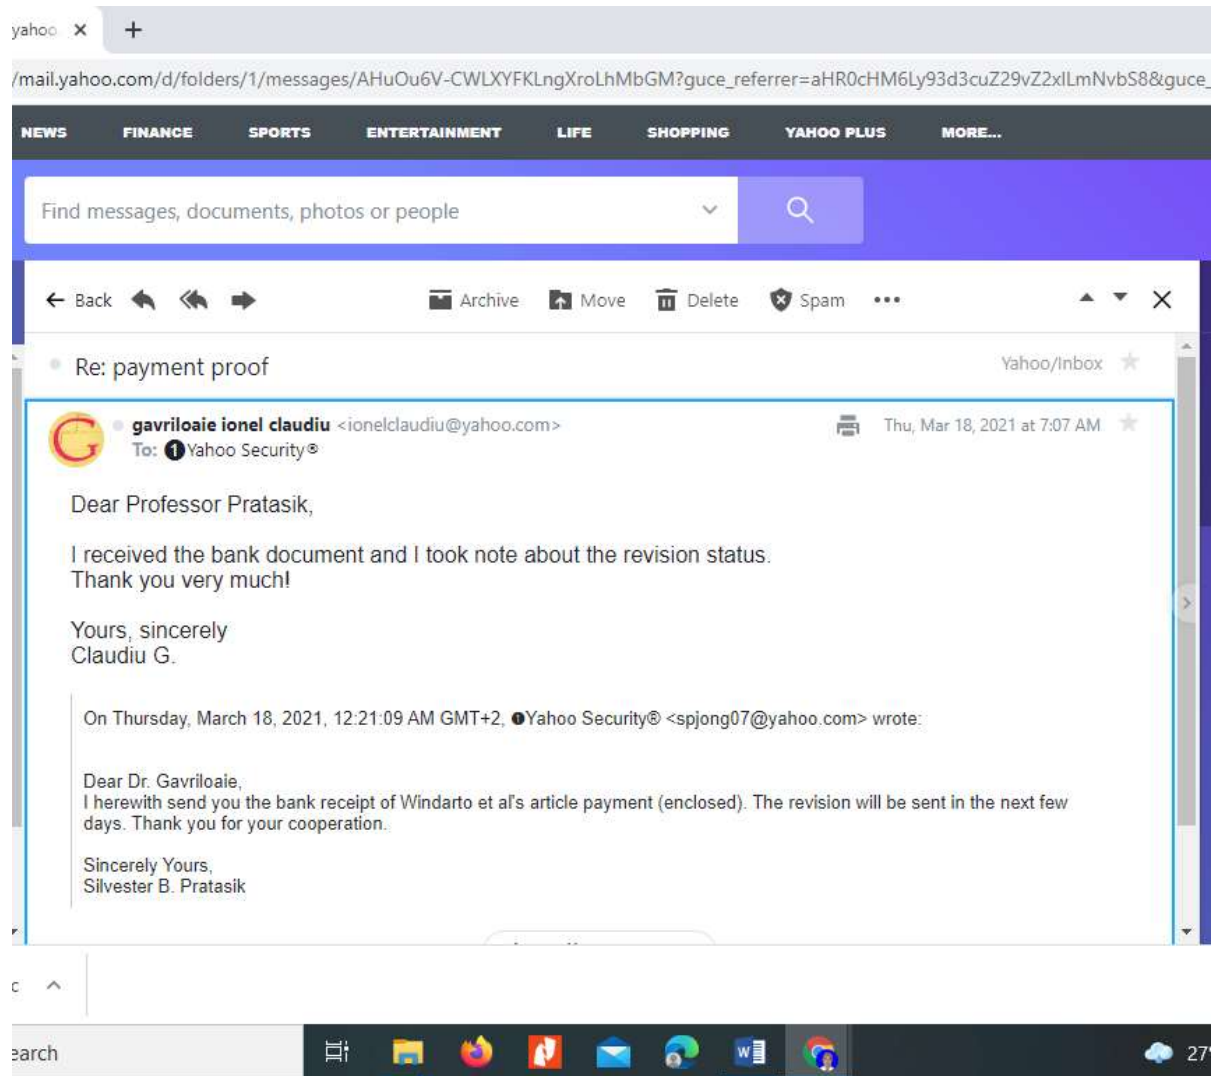 yahoo
/mail.yahoo.com/d/folders/1/messages/AHuOu6V-CWLXYFKLngXroLhMbGM?guce_referrer=aHR0cHM6Ly93d3cuZ29vZ2xlLmNvbS8&guce_
NEWS FINANCE SPORTS ENTERTAINMENT LIFE SHOPPING YAHOO PLUS MORE...
Find messages, documents, photos or people
Back Archive Move Delete Spam
Re: payment proof Yahoo/Inbox
gavriloaie ionel claudiu <ionelclaudiu@yahoo.com> Thu, Mar 18, 2021 at 7:07 AM
To: ❶Yahoo Security®
Dear Professor Pratasik,
I received the bank document and I took note about the revision status.
Thank you very much!
Yours, sincerely
Claudiu G.
On Thursday, March 18, 2021, 12:21:09 AM GMT+2, ❶Yahoo Security® <spjong07@yahoo.com> wrote:
Dear Dr. Gavriloaie,
I herewith send you the bank receipt of Windarto et al's article payment (enclosed). The revision will be sent in the next few
days. Thank you for your cooperation.
Sincerely Yours,
Silvester B. Pratasik
c
earch 27°